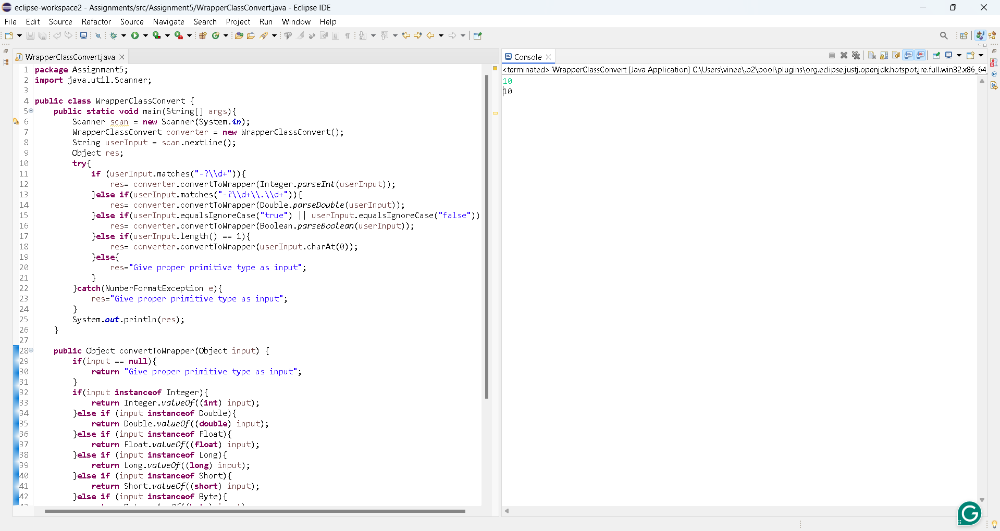 eclipse-workspace2 - Assignments/src/Assignment5/WrapperClassConvert.java - Eclipse IDE
File Edit Source Refactor Source Navigate Search Project Run Window Help
WrapperClassConvert.java
1 package Assignment5;
2 import java.util.Scanner;
3
4 public class WrapperClassConvert {
5 public static void main(String[] args){
6 Scanner scan = new Scanner(System.in);
7 WrapperClassConvert converter = new WrapperClassConvert();
8 String userInput = scan.nextLine();
9 Object res;
10 try{
11 if (userInput.matches("-?\\d+")){
12 res= converter.convertToWrapper(Integer.parseInt(userInput));
13 }else if(userInput.matches("-?\\d+\\.\\d+")){
14 res= converter.convertToWrapper(Double.parseDouble(userInput));
15 }else if(userInput.equalsIgnoreCase("true") || userInput.equalsIgnoreCase("false"))
16 res= converter.convertToWrapper(Boolean.parseBoolean(userInput));
17 }else if(userInput.length() == 1){
18 res= converter.convertToWrapper(userInput.charAt(0));
19 }else{
20 res="Give proper primitive type as input";
21 }
22 }catch(NumberFormatException e){
23 res="Give proper primitive type as input";
24 }
25 System.out.println(res);
26 }
27
28 public Object convertToWrapper(Object input) {
29 if(input == null){
30 return "Give proper primitive type as input";
31 }
32 if(input instanceof Integer){
33 return Integer.valueOf((int) input);
34 }else if (input instanceof Double){
35 return Double.valueOf((double) input);
36 }else if (input instanceof Float){
37 return Float.valueOf((float) input);
38 }else if (input instanceof Long){
39 return Long.valueOf((long) input);
40 }else if (input instanceof Short){
41 return Short.valueOf((short) input);
42 }else if (input instanceof Byte){
Console
<terminated> WrapperClassConvert [Java Application] C:\Users\vinee\.p2\pool\plugins\org.eclipse.justj.openjdk.hotspot.jre.full.win32.x86_64
10
10